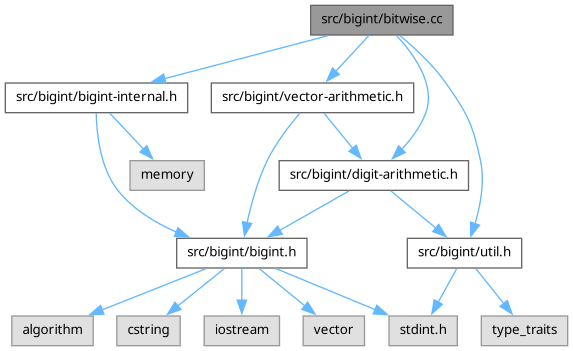 src/bigint/bitwise.cc
src/bigint/bigint-internal.h
src/bigint/vector-arithmetic.h
memory
src/bigint/digit-arithmetic.h
src/bigint/bigint.h
src/bigint/util.h
algorithm
cstring
iostream
vector
stdint.h
type_traits